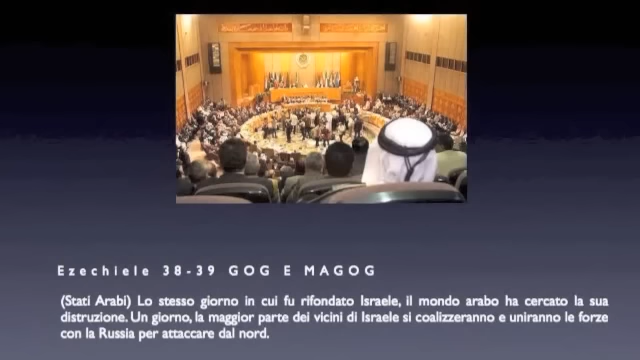 Ezechiele 38-39 GOG E MAGOG
(Stati Arabi) Lo stesso giorno in cui fu rifondato Israele, il mondo arabo ha cercato la sua
distruzione. Un giorno, la maggior parte dei vicini di Israele si coalizzeranno e uniranno le forze
con la Russia per attaccare dal nord.